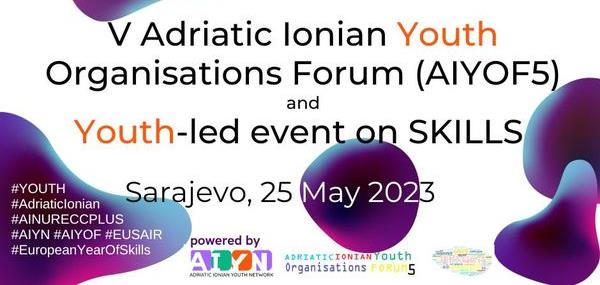 V Adriatic Ionian Youth
Organisations Forum (AIYOF5)
and
Youth-led event on SKILLS
Sarajevo, 25 May 2023
#YOUTH
#AdriaticIonian
#AINURECCPLUS
#AIYN #AIYOF #EUSAIR
#EuropeanYearOfSkills
powered by
AIYN
ADRIATIC IONIAN YOUTH NETWORK
ADRIATICIONIANYouth
Organisations FORUM5